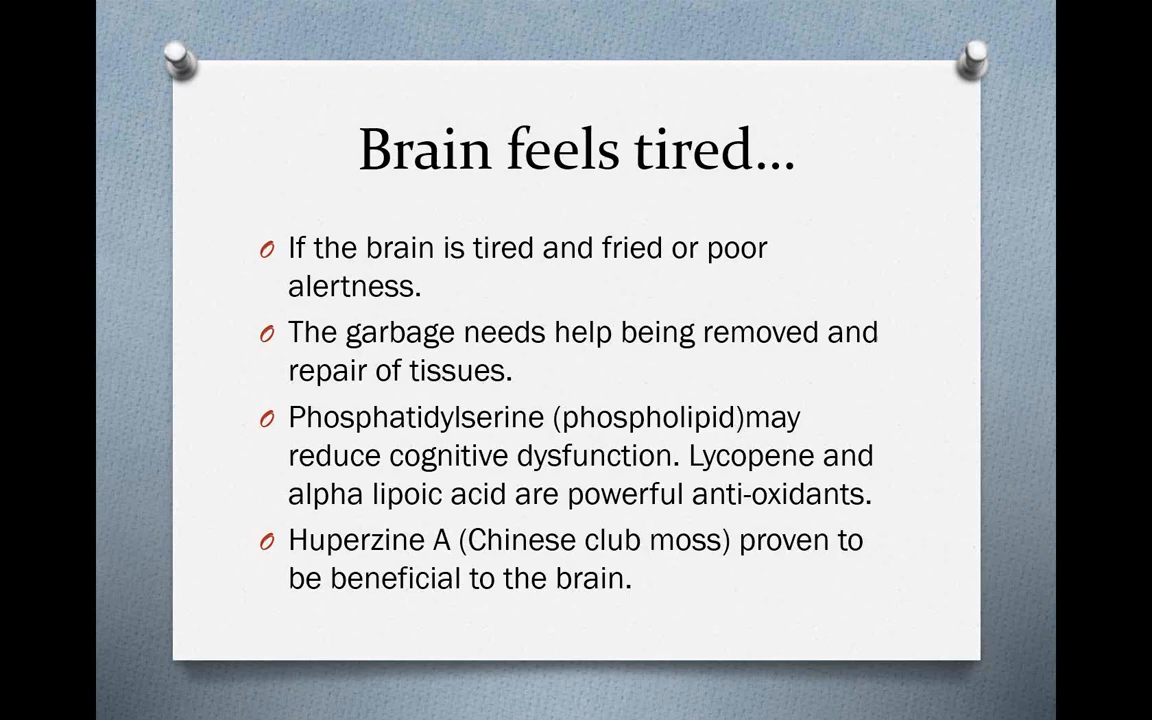 Brain feels tired...
If the brain is tired and fried or poor
alertness.
The garbage needs help being removed and
repair of tissues.
Phosphatidylserine (phospholipid)may
reduce cognitive dysfunction. Lycopene and
alpha lipoic acid are powerful anti-oxidants.
Huperzine A (Chinese club moss) proven to
be beneficial to the brain.